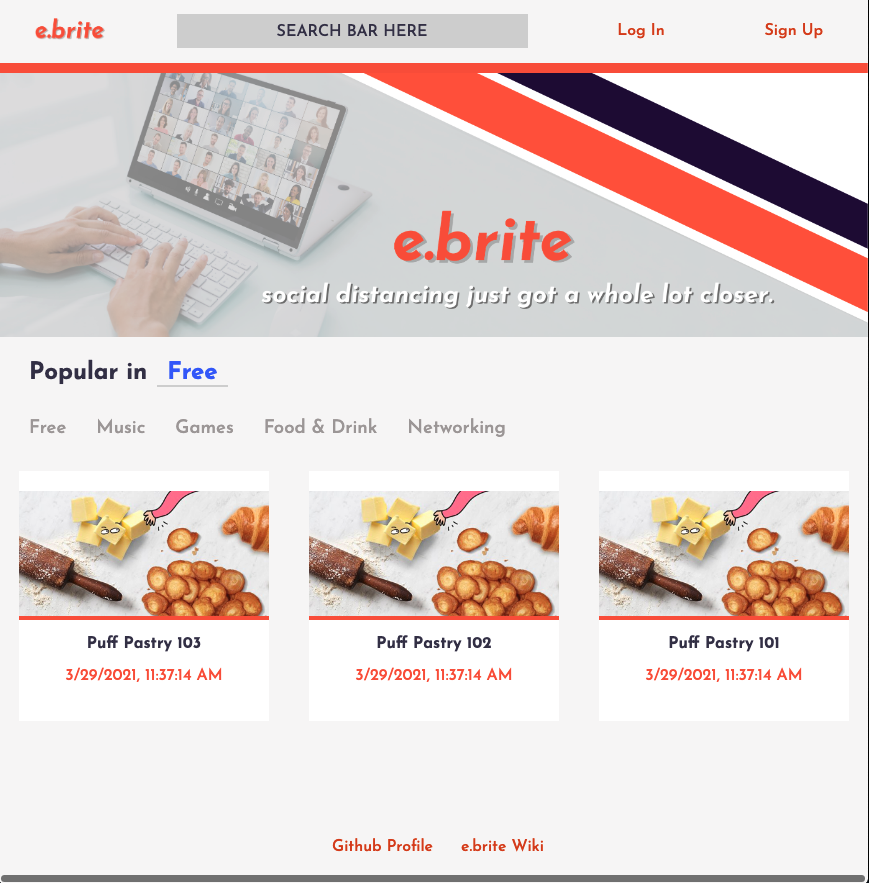 e.brite SEARCH BAR HERE Log In Sign Up
e.brite
social distancing just got a whole lot closer.
Popular in Free
Free Music Games Food & Drink Networking
Puff Pastry 103
3/29/2021, 11:37:14 AM
Puff Pastry 102
3/29/2021, 11:37:14 AM
Puff Pastry 101
3/29/2021, 11:37:14 AM
Github Profile e.brite Wiki